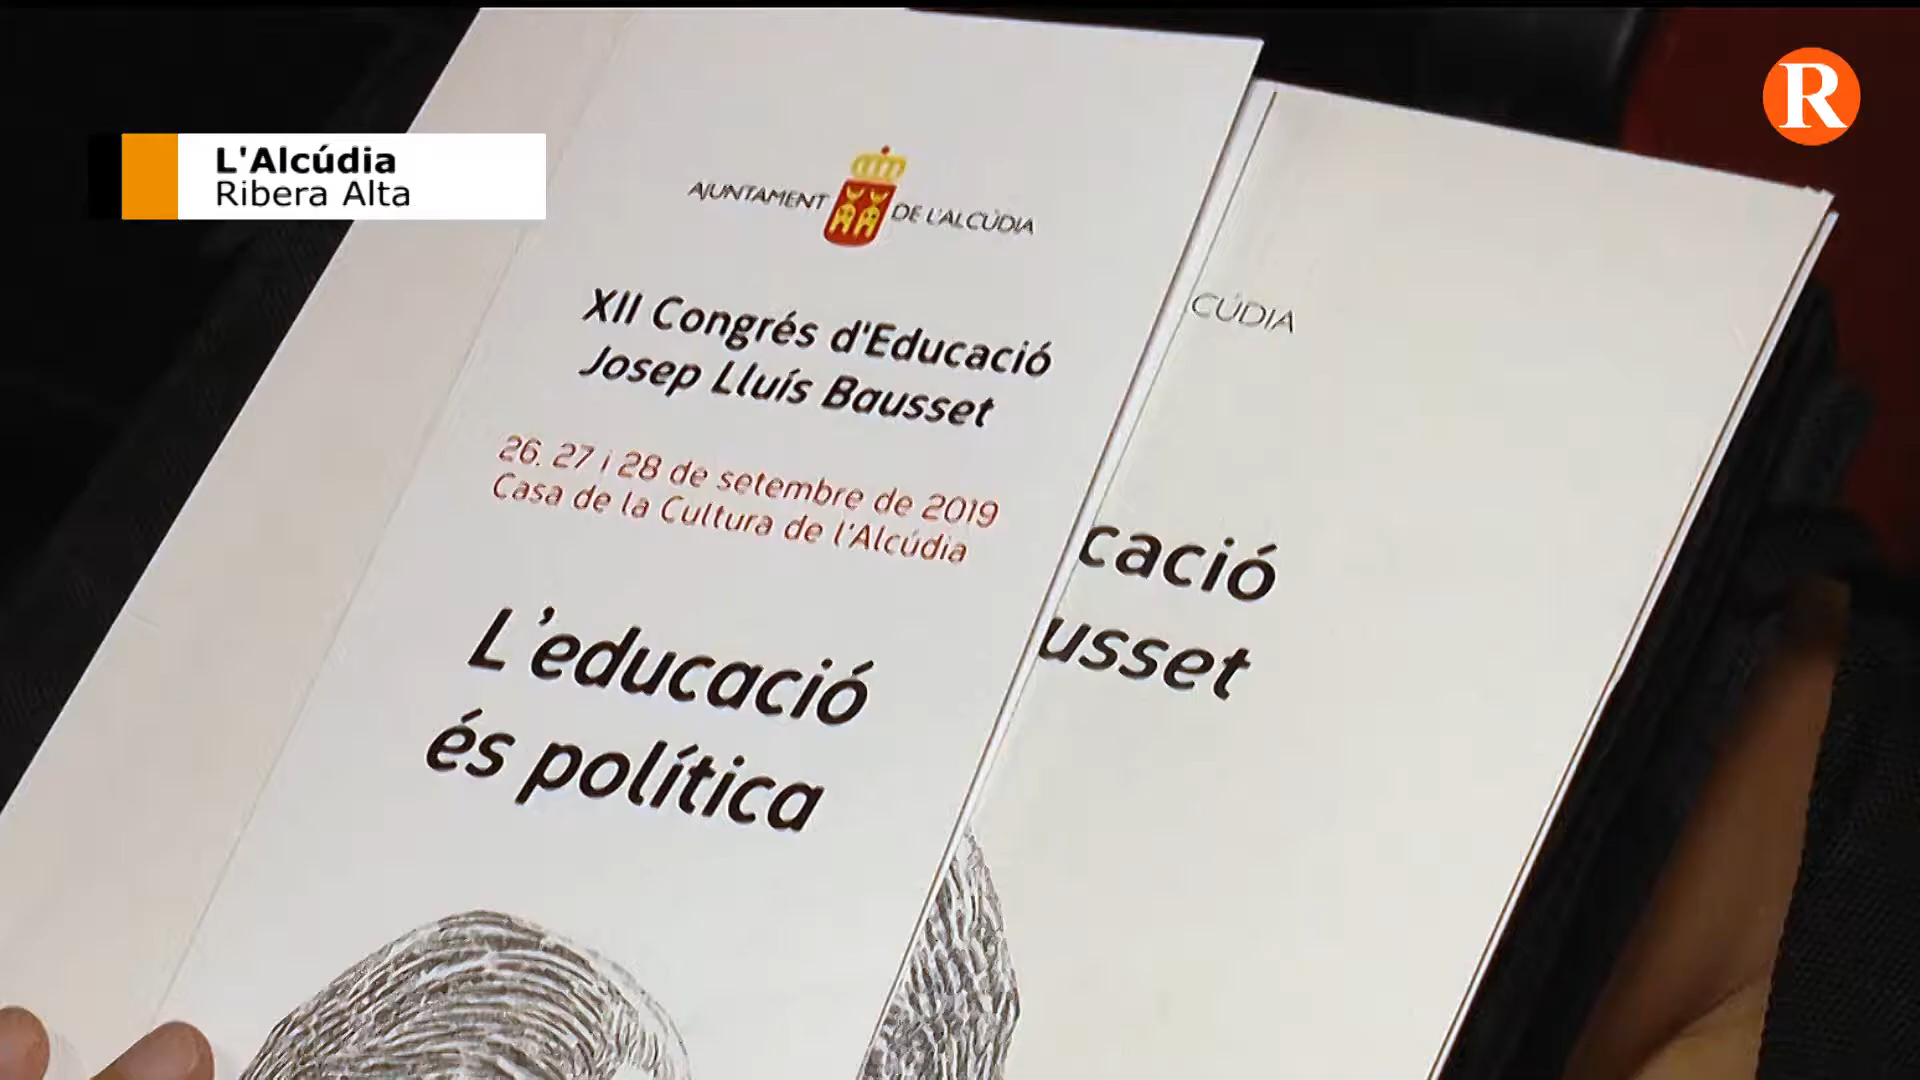 L'Alcúdia
Ribera Alta
R
AJUNTAMENT DE L'ALCÚDIA
XII Congrés d'Educació
Josep Lluís Bausset
26, 27 i 28 de setembre de 2019
Casa de la Cultura de l'Alcúdia
L'educació
és política
CÚDIA
cació
usset